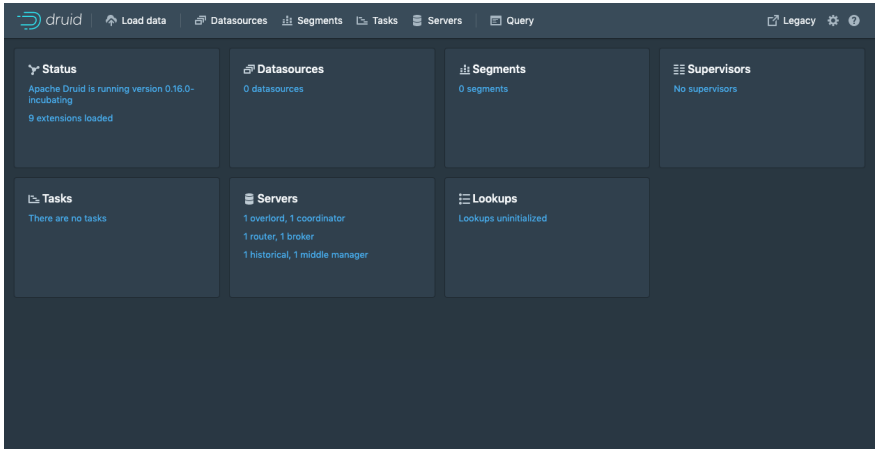 druid
Load data
Datasources
Segments
Tasks
Servers
Query
Legacy
Status
Apache Druid is running version 0.16.0-
incubating
9 extensions loaded
Datasources
0 datasources
Segments
0 segments
Supervisors
No supervisors
Tasks
There are no tasks
Servers
1 overlord, 1 coordinator
1 router, 1 broker
1 historical, 1 middle manager
Lookups
Lookups uninitialized